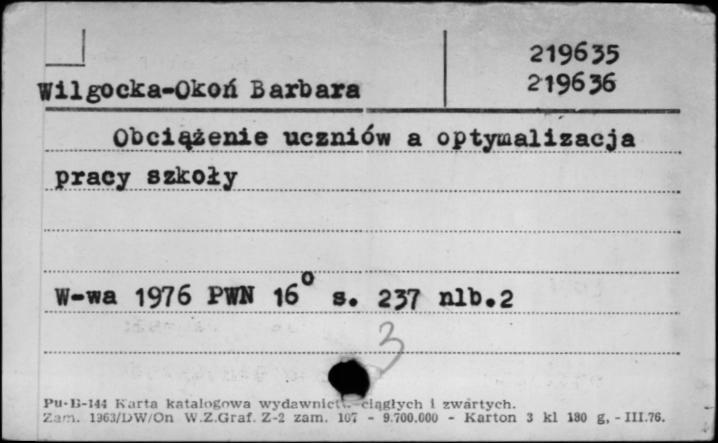 219635
219636
Wilgocka-Okoń Barbara
Obciążenie uczniów a optymalizacja
pracy szkoły
W-wa 1976 PWN 16° s. 237 nlb.2
3
Pu-B-144 Karta katalogowa wydawnict. ciągłych i zwartych.
Zam. 1963/DW/On W.Z.Graf. Z-2 zam. 107 - 9.700.000 - Karton 3 kl 180 g, - III.76.